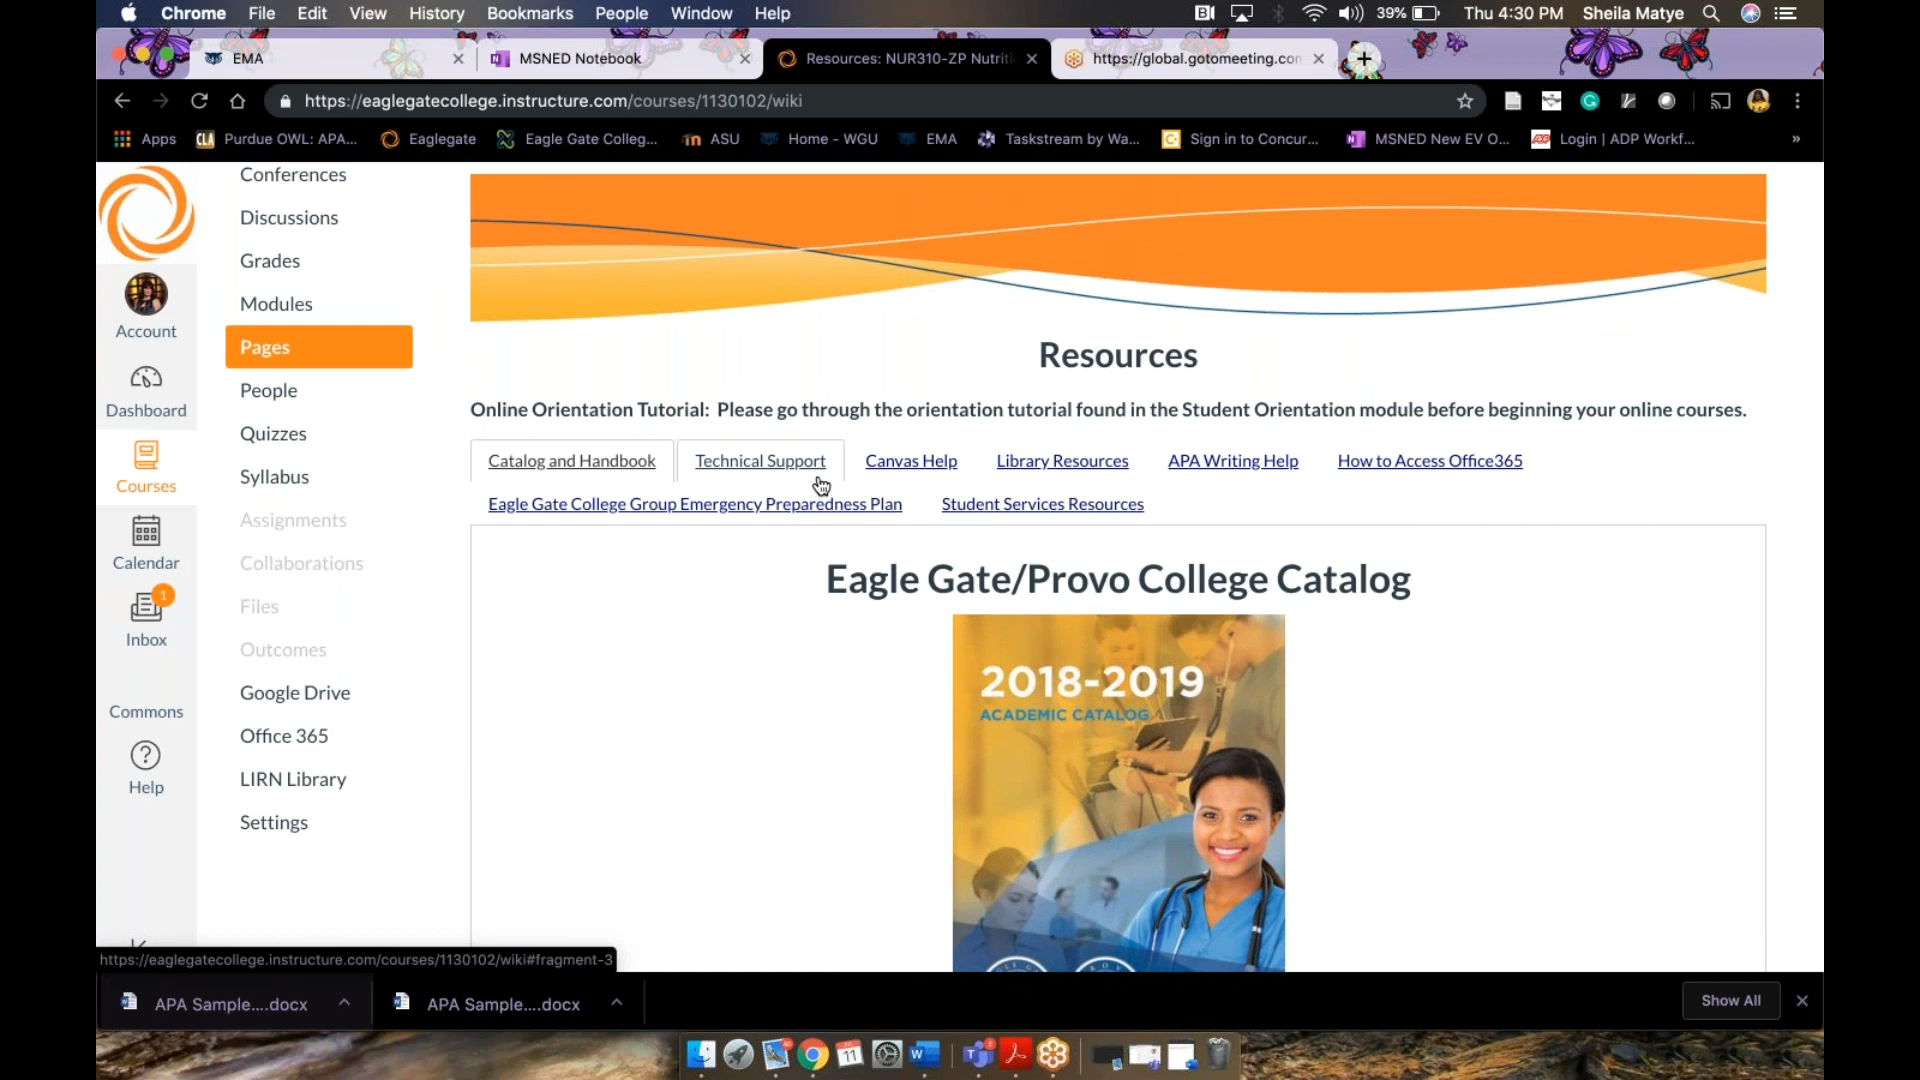 Chrome File Edit View History Bookmarks People Window Help 39% Thu 4:30 PM Sheila Matye
EMA MSNED Notebook Resources: NUR310-ZP Nutriti https://global.gotomeeting.com
https://eaglegatecollege.instructure.com/courses/1130102/wiki
Apps Purdue OWL: APA... Eaglegate Eagle Gate Colleg... ASU Home - WGU EMA Taskstream by Wa... Sign in to Concur... MSNED New EV O... Login | ADP Workf... »
Conferences
Discussions
Grades
Modules
Pages
People
Quizzes
Syllabus
Assignments
Collaborations
Files
Outcomes
Google Drive
Office 365
LIRN Library
Settings
Account
Dashboard
Courses
Calendar
1
Inbox
Commons
Help
Resources
Online Orientation Tutorial: Please go through the orientation tutorial found in the Student Orientation module before beginning your online courses.
Catalog and Handbook Technical Support Canvas Help Library Resources APA Writing Help How to Access Office365
Eagle Gate College Group Emergency Preparedness Plan Student Services Resources
Eagle Gate/Provo College Catalog
2018-2019
ACADEMIC CATALOG
https://eaglegatecollege.instructure.com/courses/1130102/wiki#fragment-3
APA Sample....docx APA Sample....docx Show All
11